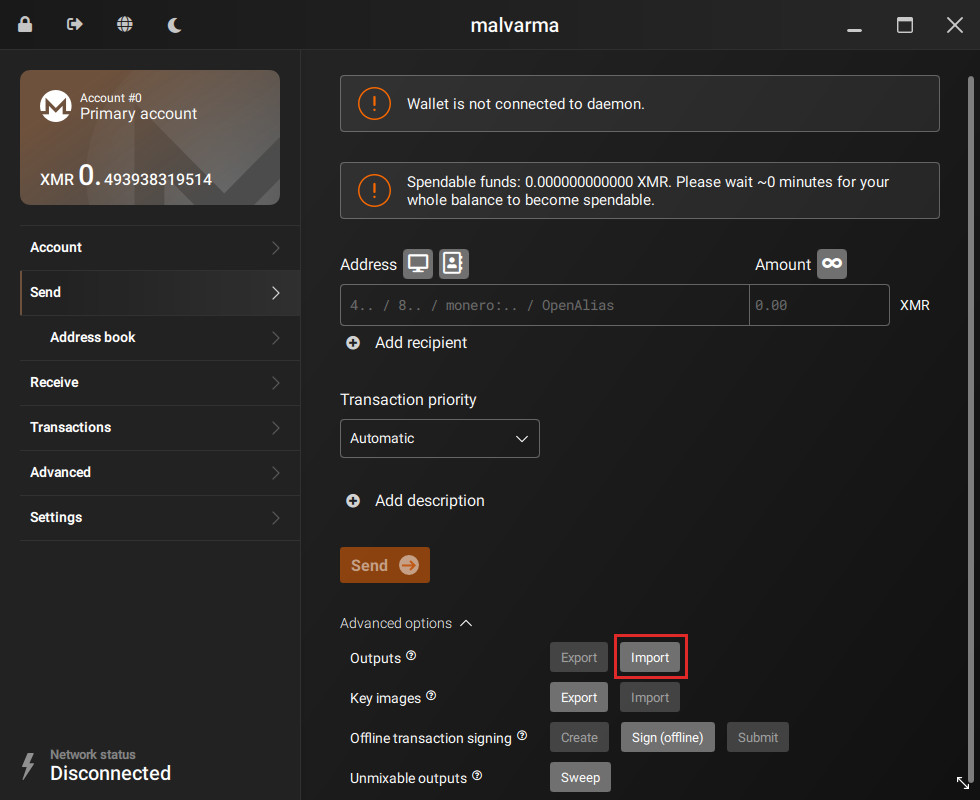 malvarma
Account #0
Primary account
XMR 0.493938319514
Account
Send
Address book
Receive
Transactions
Advanced
Settings
Network status
Disconnected
Wallet is not connected to daemon.
Spendable funds: 0.000000000000 XMR. Please wait ~0 minutes for your
whole balance to become spendable.
Address Amount
4.. / 8.. / monero:.. / OpenAlias 0.00 XMR
Add recipient
Transaction priority
Automatic
Add description
Send
Advanced options
Outputs Export Import
Key images Export Import
Offline transaction signing Create Sign (offline) Submit
Unmixable outputs Sweep